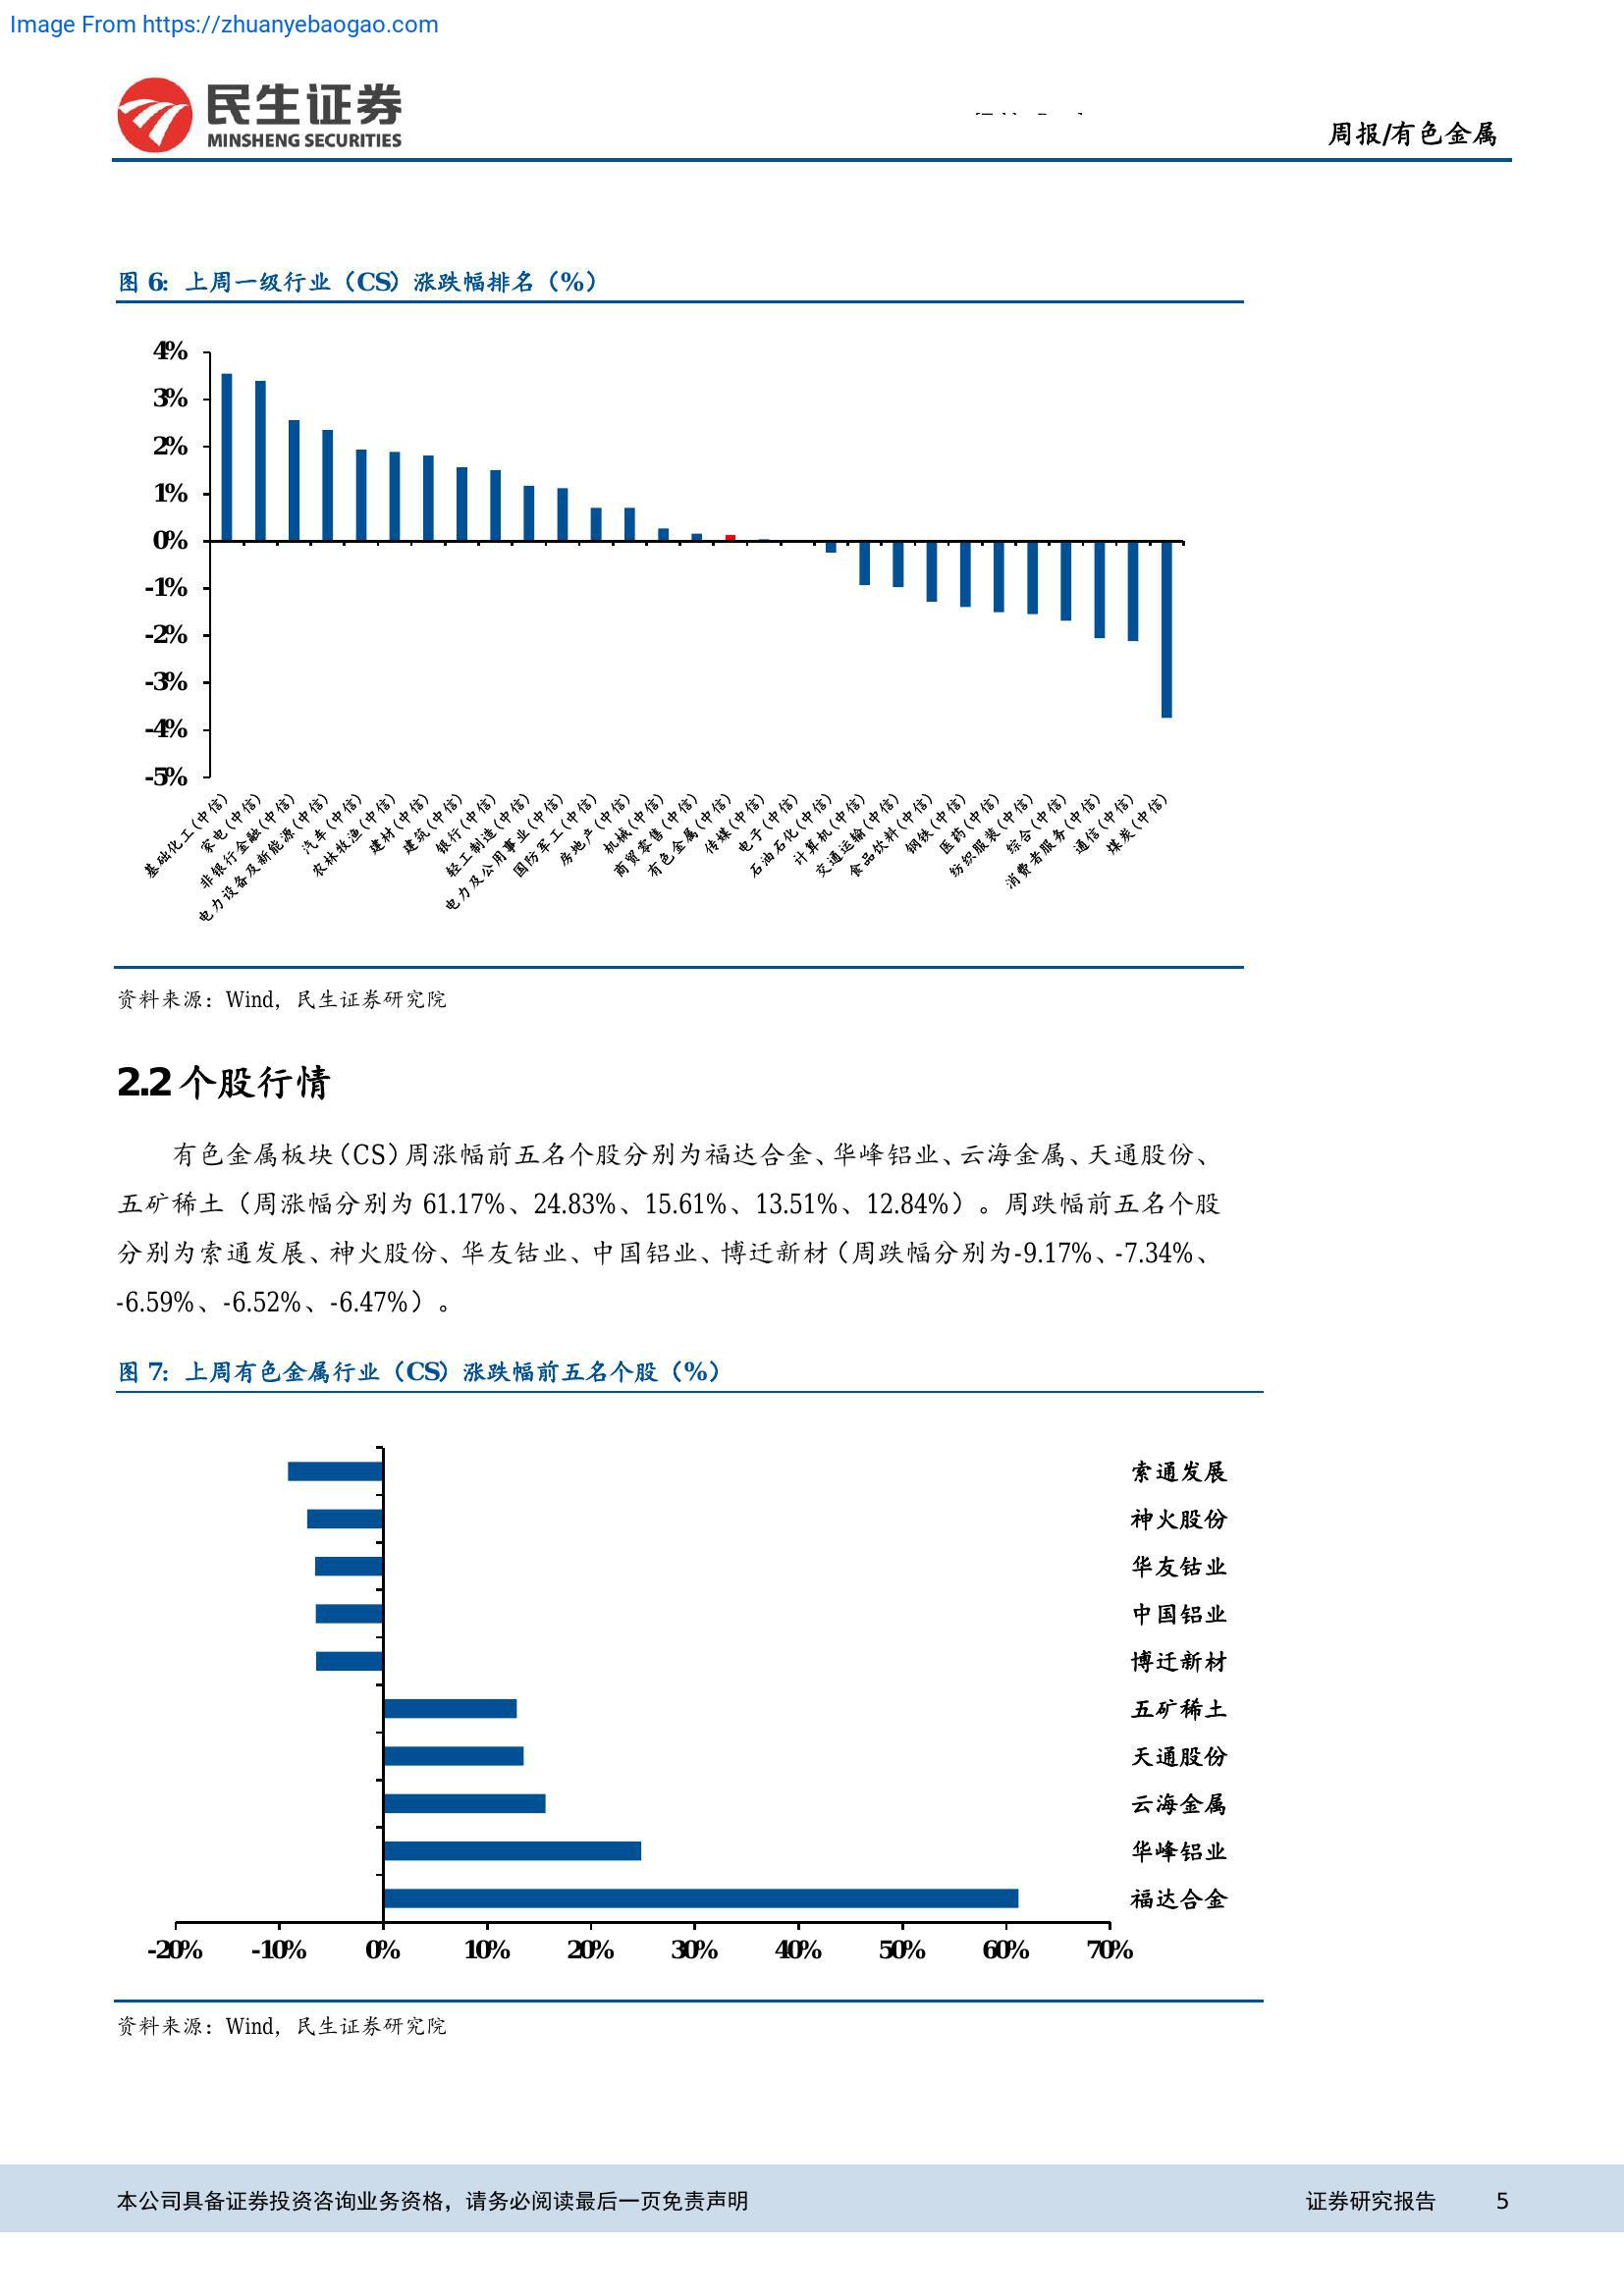 Image From https://zhuanyebaogao.com
民生证券
MINSHENG SECURITIES
周报/有色金属
图 6: 上周一级行业（CS）涨跌幅排名（%）
4%
3%
2%
1%
0%
-1%
-2%
-3%
-4%
-5%
基础化工(中信)
家电(中信)
非银行金融(中信)
电力设备及新能源(中信)
汽车(中信)
农林牧渔(中信)
建材(中信)
建筑(中信)
银行(中信)
轻工制造(中信)
电力及公用事业(中信)
国防军工(中信)
房地产(中信)
机械(中信)
商贸零售(中信)
有色金属(中信)
传媒(中信)
电子(中信)
石油石化(中信)
计算机(中信)
交通运输(中信)
食品饮料(中信)
钢铁(中信)
医药(中信)
纺织服装(中信)
综合(中信)
消费者服务(中信)
通信(中信)
煤炭(中信)
资料来源：Wind，民生证券研究院
2.2 个股行情
有色金属板块（CS）周涨幅前五名个股分别为福达合金、华峰铝业、云海金属、天通股份、
五矿稀土（周涨幅分别为 61.17%、24.83%、15.61%、13.51%、12.84%）。周跌幅前五名个股
分别为索通发展、神火股份、华友钴业、中国铝业、博迁新材（周跌幅分别为-9.17%、-7.34%、
-6.59%、-6.52%、-6.47%）。
图 7: 上周有色金属行业（CS）涨跌幅前五名个股（%）
索通发展
神火股份
华友钴业
中国铝业
博迁新材
五矿稀土
天通股份
云海金属
华峰铝业
福达合金
-20% -10% 0% 10% 20% 30% 40% 50% 60% 70%
资料来源：Wind，民生证券研究院
本公司具备证券投资咨询业务资格，请务必阅读最后一页免责声明 证券研究报告 5